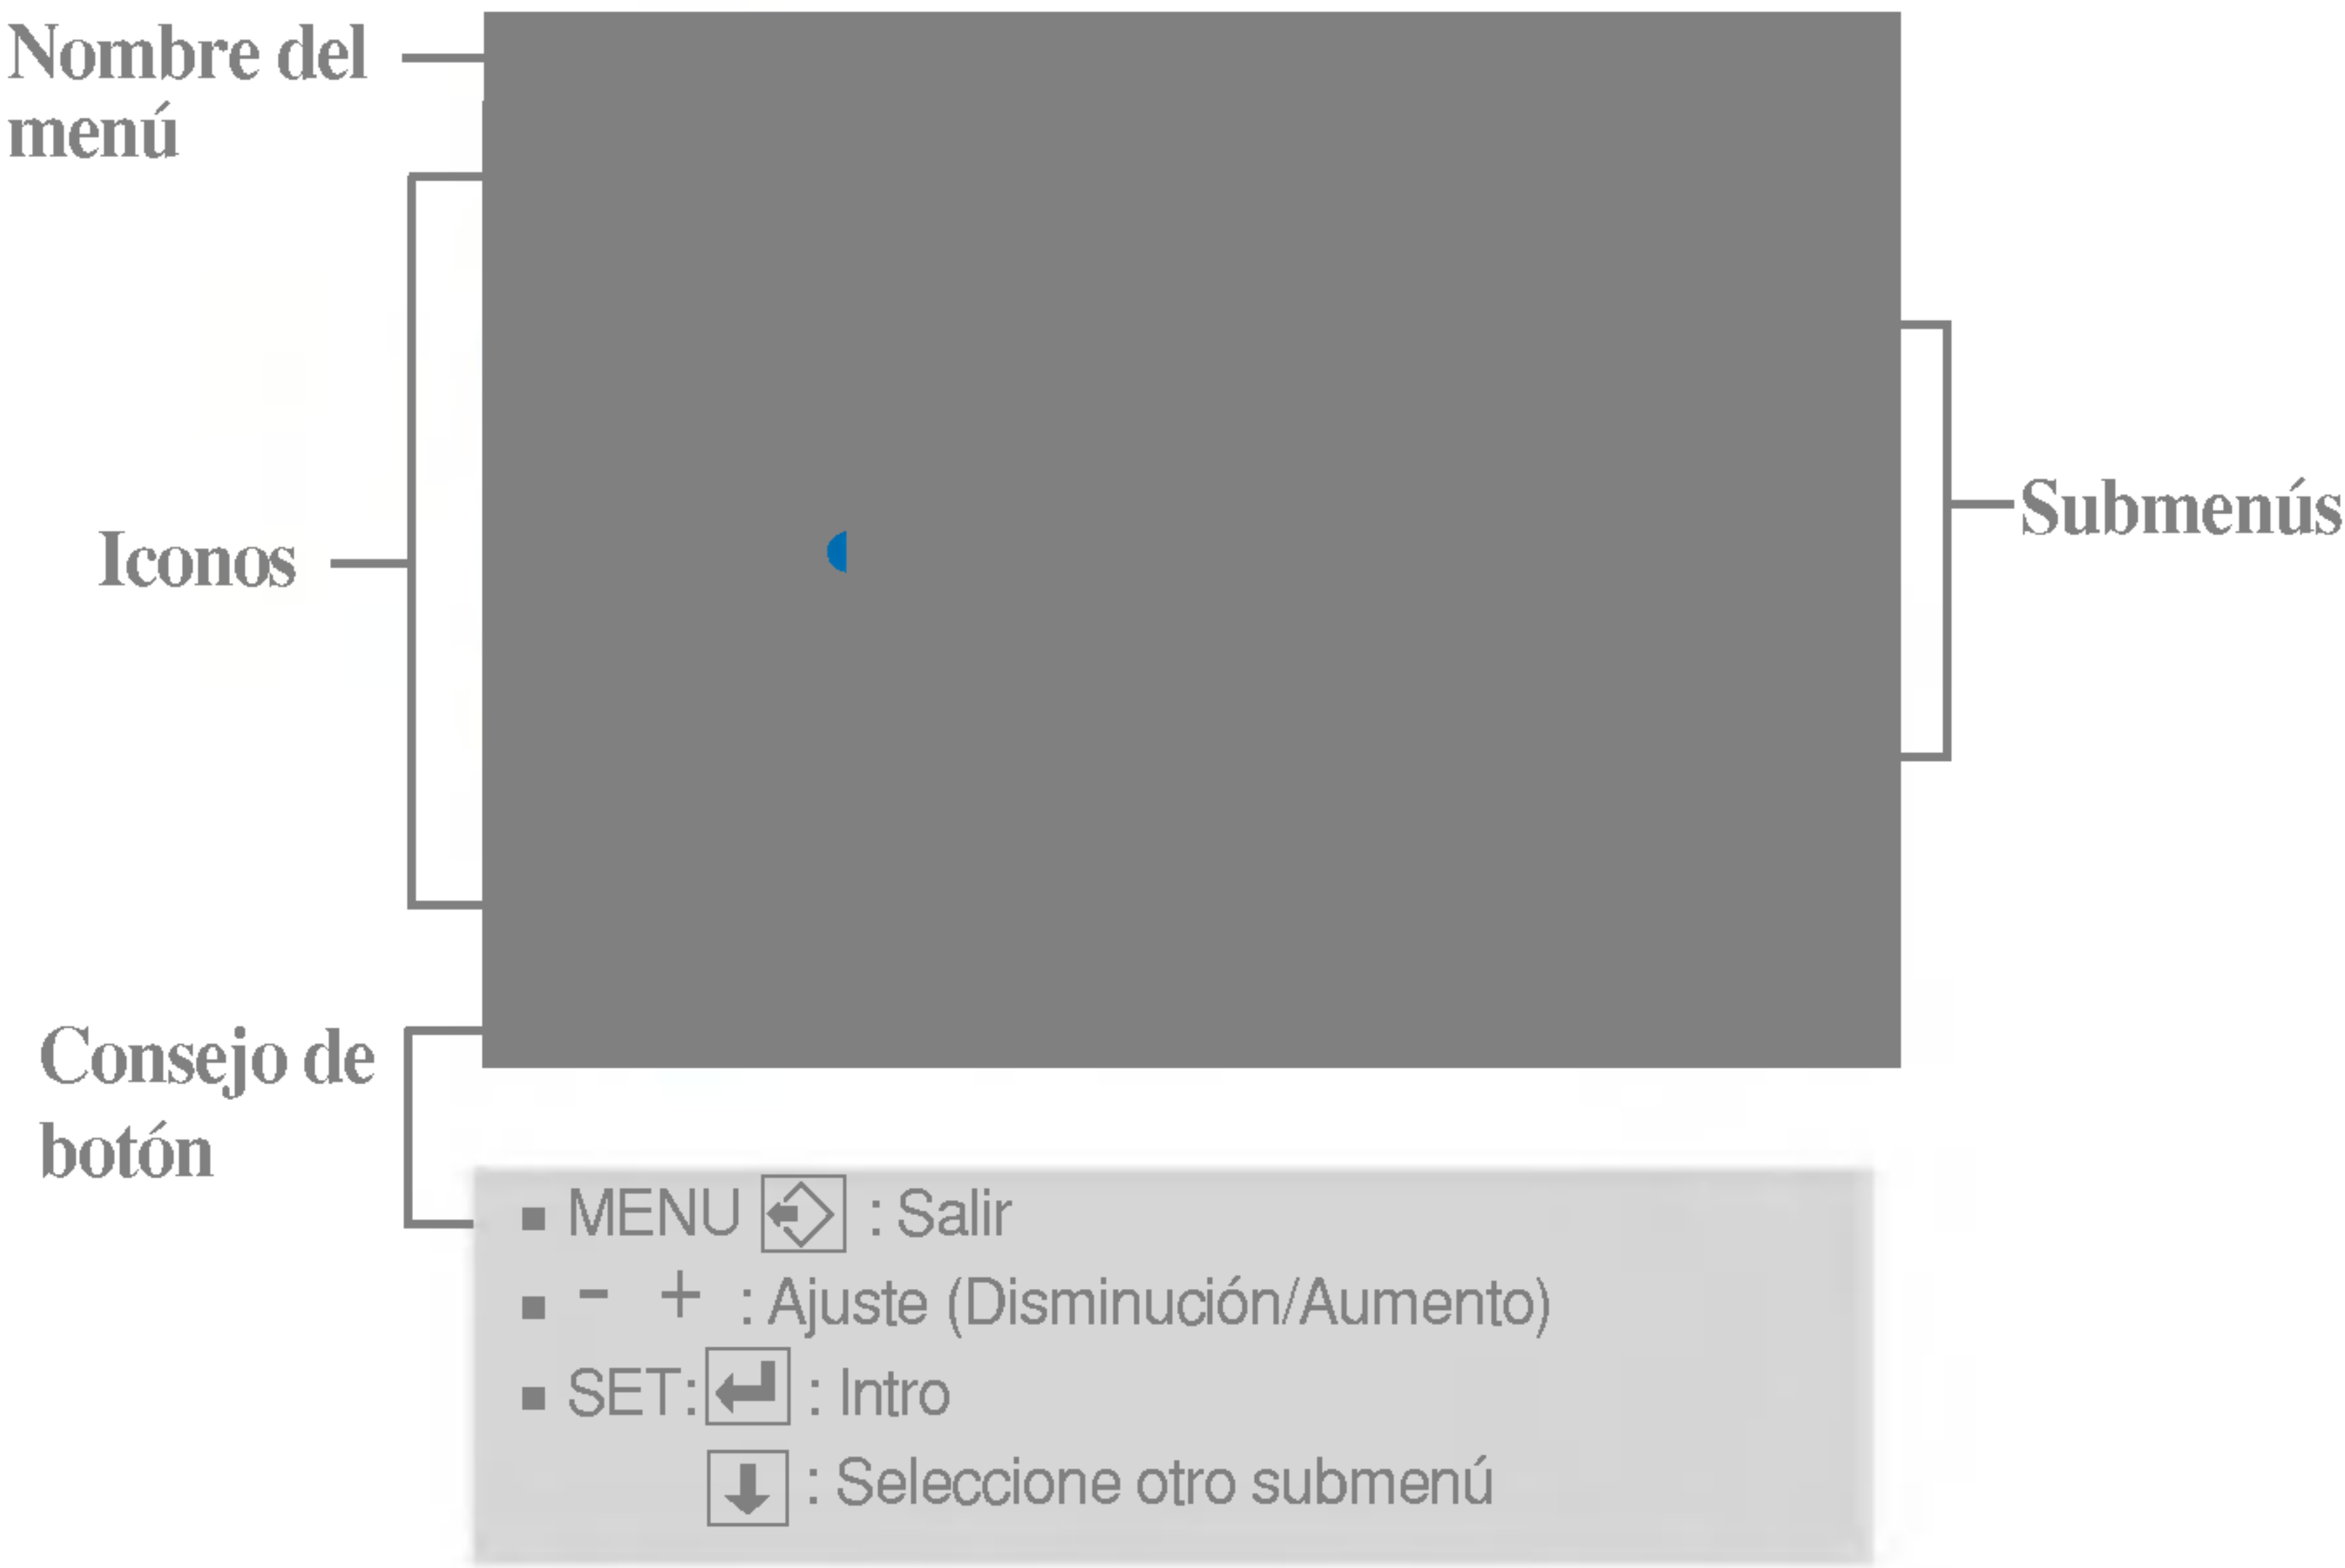 Nombre del
menú
Iconos
Submenús
Consejo de
botón
■ MENU : Salir
■ - + : Ajuste (Disminución/Aumento)
■ SET: : Intro
: Seleccione otro submenú